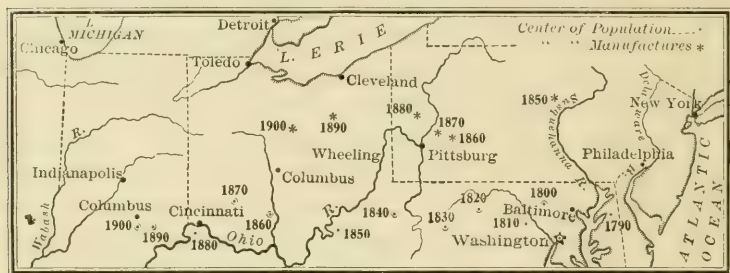 Detroit
L. MICHIGAN
Chicago
Toledo
L. ERIE
Center of Population
" " Manufactures *
Cleveland
1880
1870
1850
Susquehanna R.
Delaware
R.
New York
1900
1890
1860
R.
Wheeling
Pittsburg
Philadelphia
Indianapolis
1870
Columbus
Wabash
Columbus
1900
1890
Cincinnati
1880
1860
Ohio
R.
1850
1840
1830
1820
1810
1800
Baltimore
Washington
1790
ATLANTIC
OCEAN